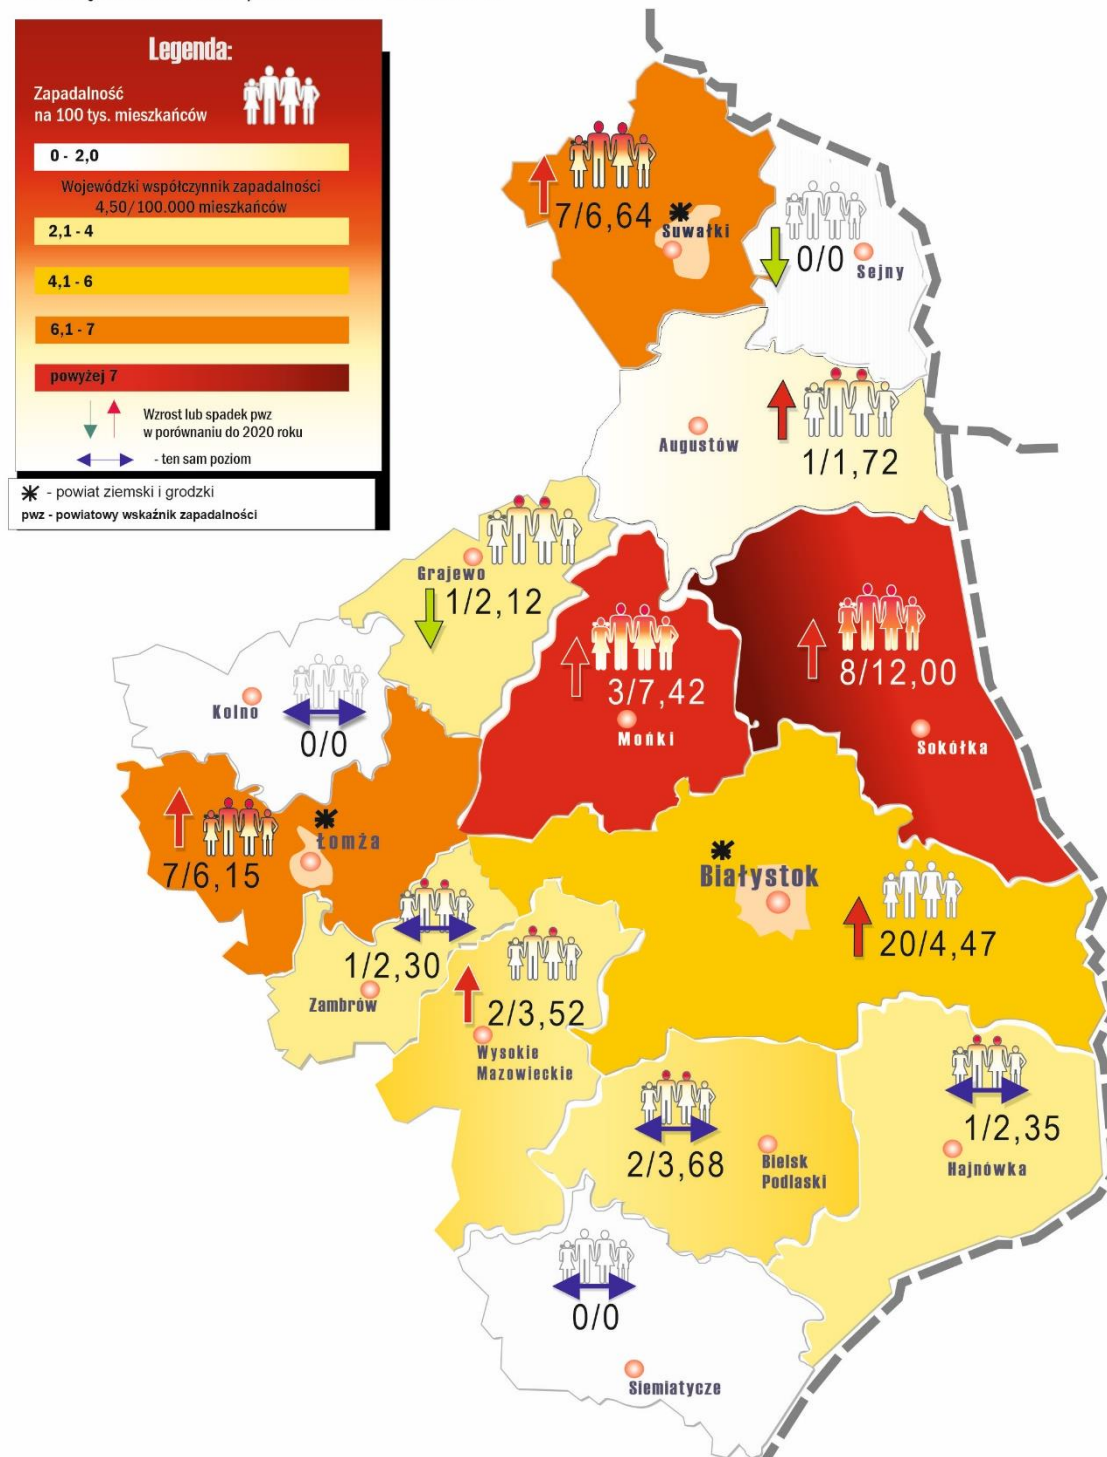 Legenda:
Zapadalność
na 100 tys. mieszkańców
0 - 2,0
Wojewódzki współczynnik zapadalności
4,50/100.000 mieszkańców
2,1 - 4
4,1 - 6
6,1 - 7
powyżej 7
Wzrost lub spadek pwz
w porównaniu do 2020 roku
- ten sam poziom
- powiat ziemski i grodzki
pwz - powiatowy wskaźnik zapadalności
7/6,64
Suwałki
0/0
Sejny
Augustów
1/1,72
Grajewo
1/2,12
3/7,42
Mońki
8/12,00
Sokółka
Kolno
0/0
Łomża
7/6,15
Białystok
20/4,47
1/2,30
Zambrów
2/3,52
Wysokie
Mazowieckie
2/3,68
Bielsk
Podlaski
1/2,35
Hajnówka
0/0
Siemiatycze